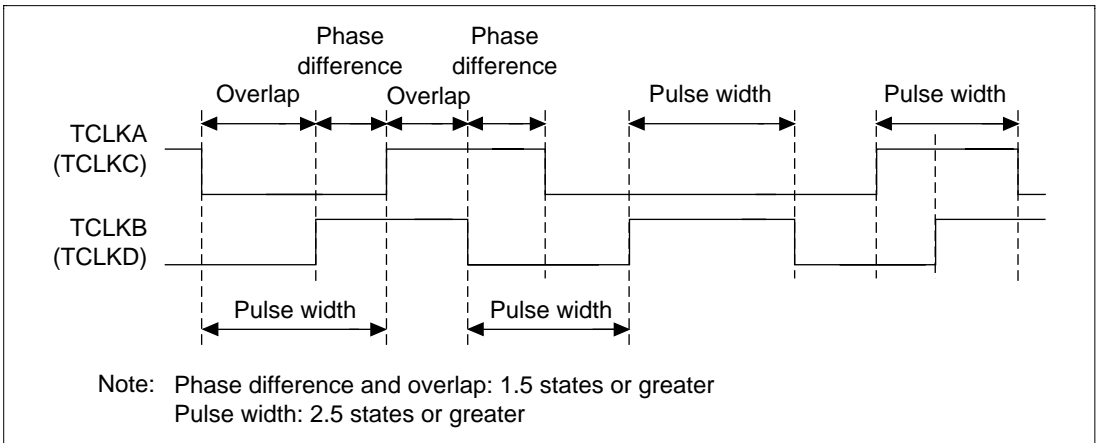 Phase
difference
Phase
difference
Overlap
Overlap
Pulse width
Pulse width
TCLKA
(TCLKC)
TCLKB
(TCLKD)
Pulse width
Pulse width
Note: Phase difference and overlap: 1.5 states or greater
Pulse width: 2.5 states or greater